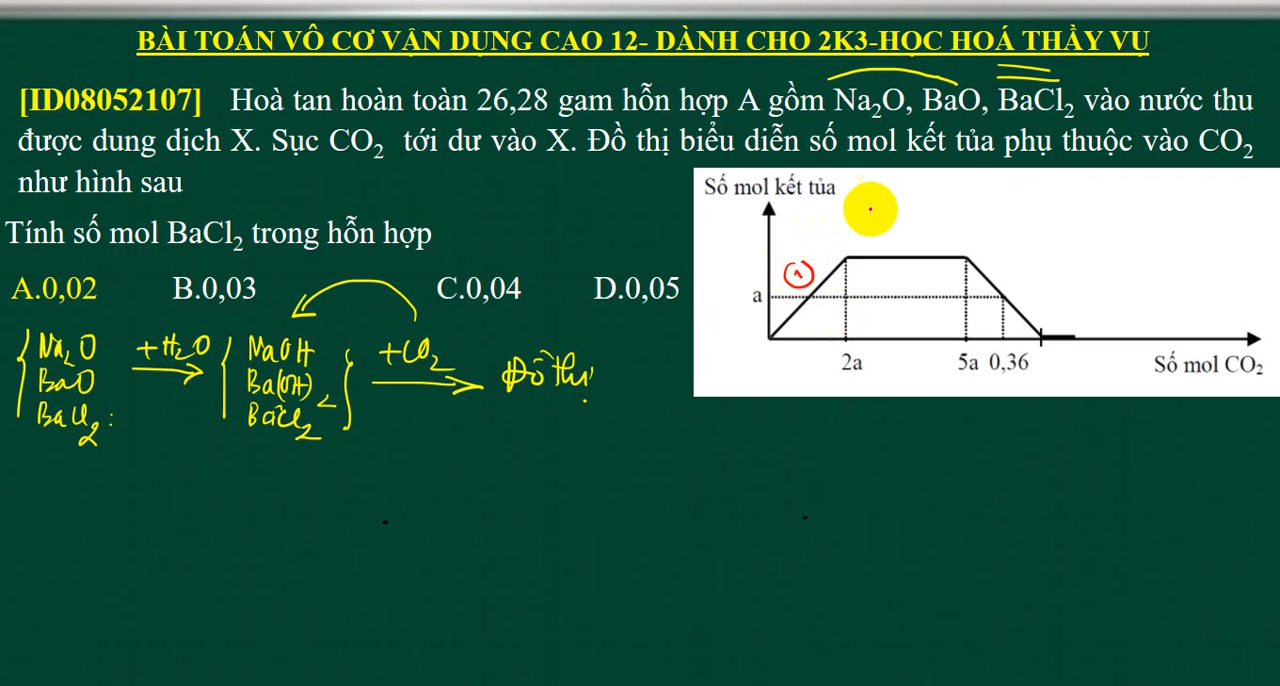 BÀI TOÁN VÔ CƠ VẬN DỤNG CAO 12- DÀNH CHO 2K3-HỌC HOÁ THẦY VỤ
[ID08052107] Hoà tan hoàn toàn 26,28 gam hỗn hợp A gồm Na₂O, BaO, BaCl₂ vào nước thu
được dung dịch X. Sục CO₂ tới dư vào X. Đồ thị biểu diễn số mol kết tủa phụ thuộc vào CO₂
như hình sau
Tính số mol BaCl₂ trong hỗn hợp
A.0,02 B.0,03 C.0,04 D.0,05
Số mol kết tủa
1
a
2a 5a 0,36 Số mol CO₂
Na₂O +H₂O NaOH +CO₂ Đồ thị
BaO Ba(OH)₂
BaCl₂: BaCl₂